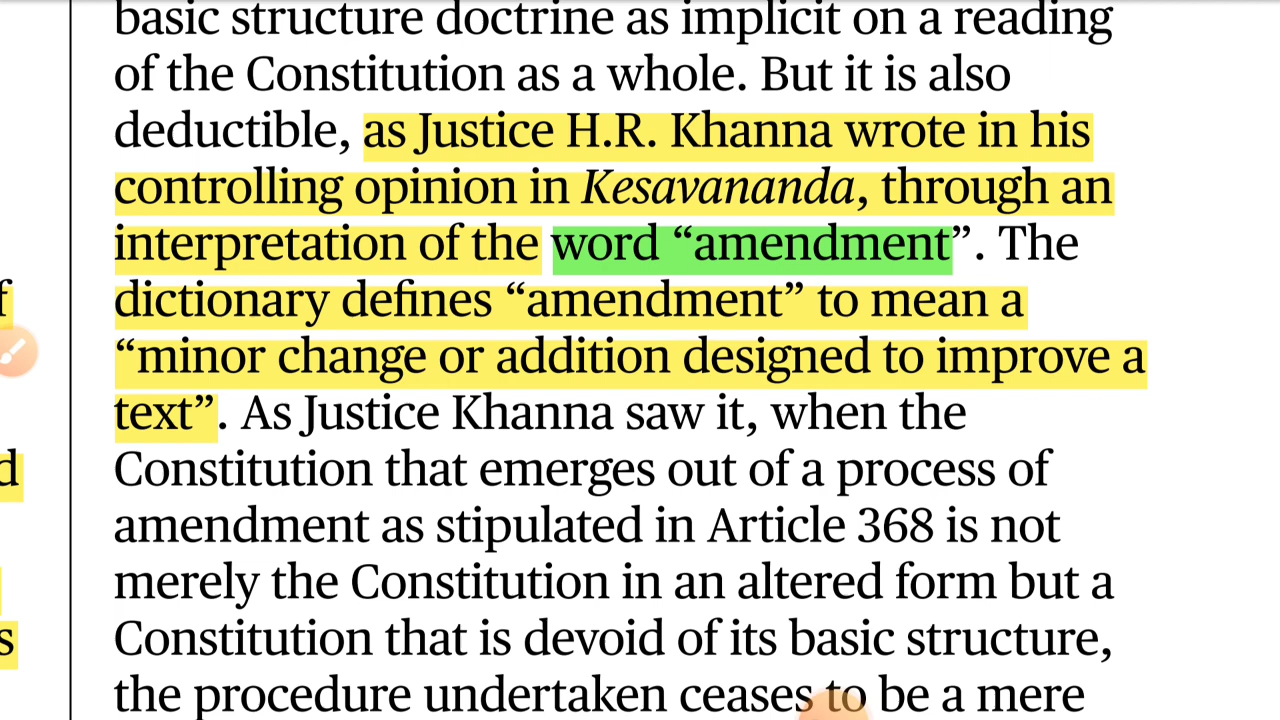 basic structure doctrine as implicit on a reading
of the Constitution as a whole. But it is also
deductible, as Justice H.R. Khanna wrote in his
controlling opinion in Kesavananda, through an
interpretation of the word “amendment”. The
dictionary defines “amendment” to mean a
“minor change or addition designed to improve a
text”. As Justice Khanna saw it, when the
Constitution that emerges out of a process of
amendment as stipulated in Article 368 is not
merely the Constitution in an altered form but a
Constitution that is devoid of its basic structure,
the procedure undertaken ceases to be a mere